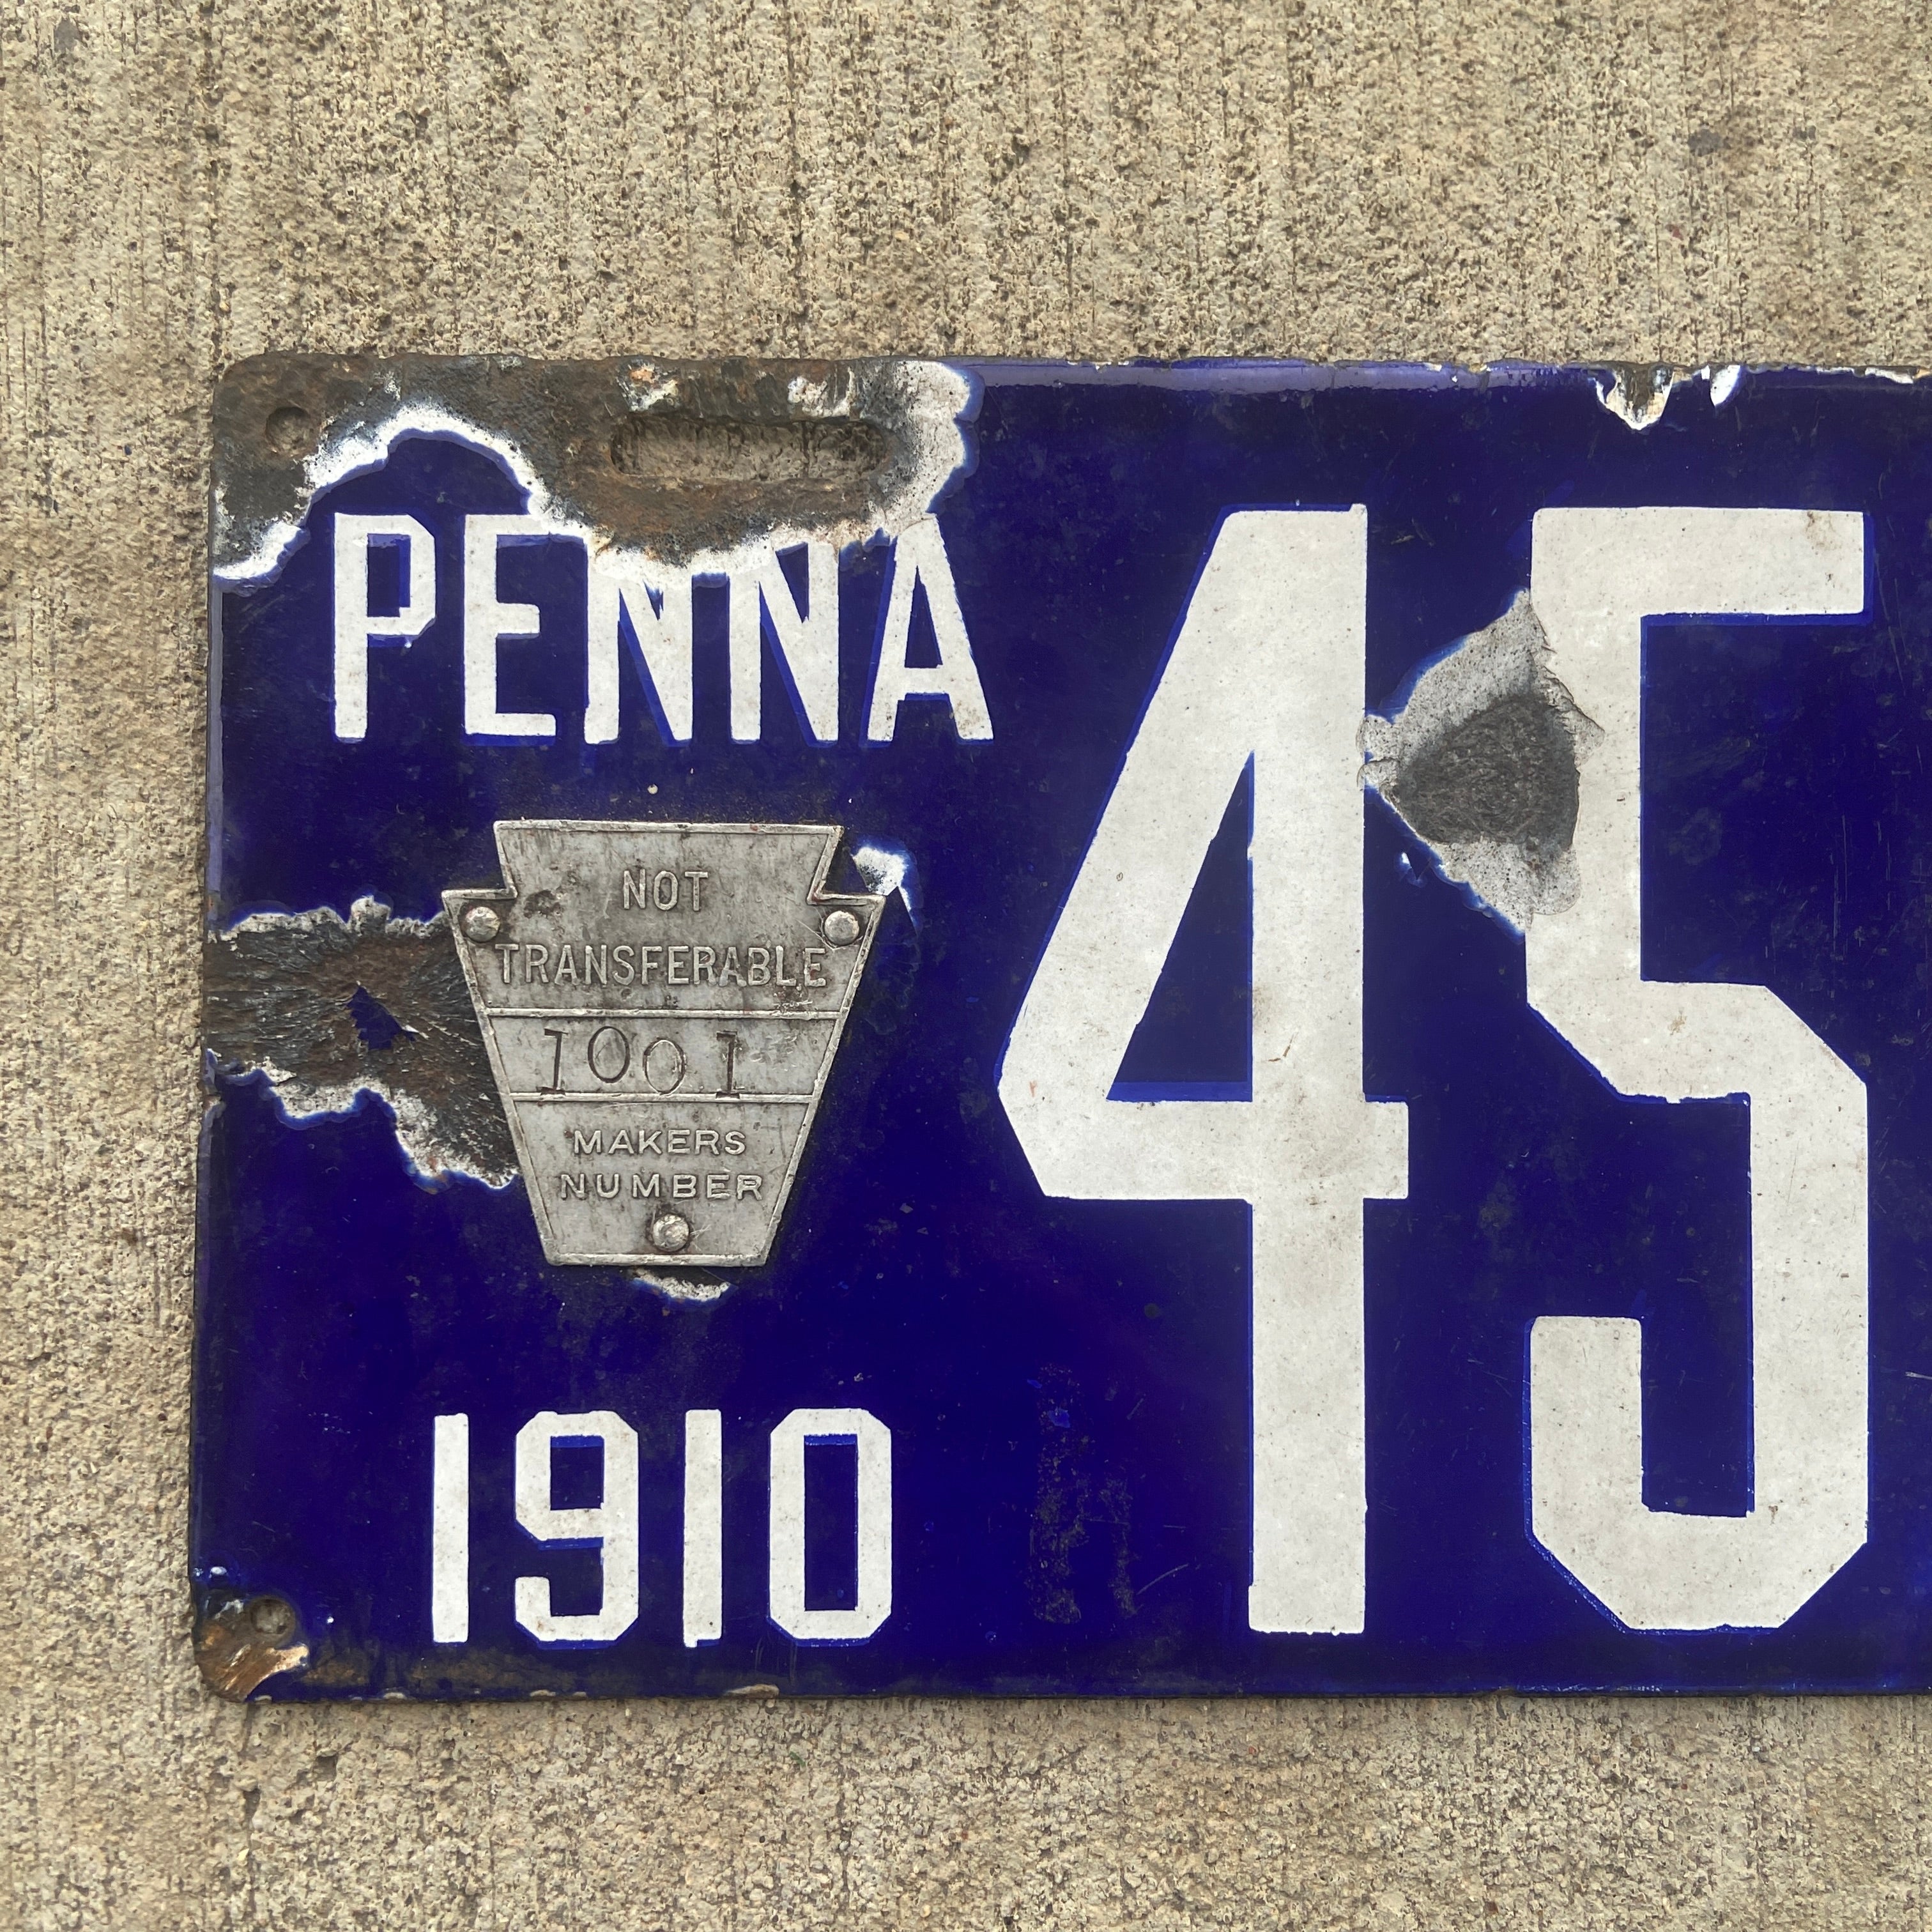 PENNA
NOT
TRANSFERABLE
1001
MAKERS
NUMBER
1910
45